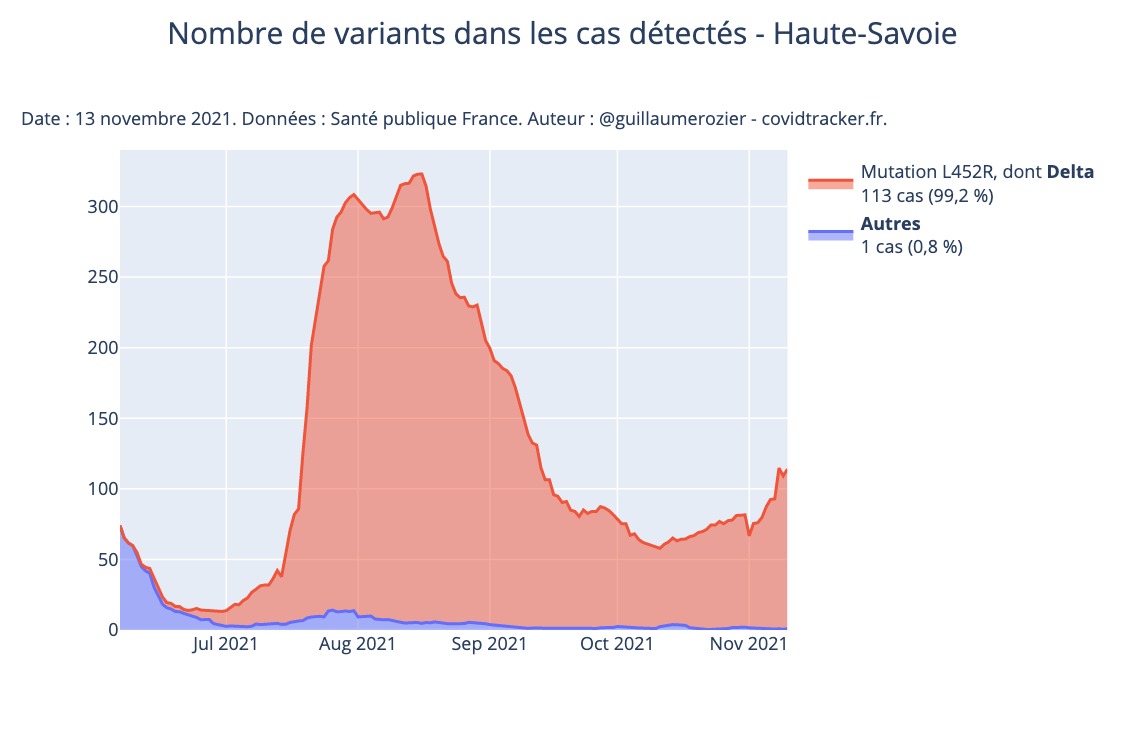 Nombre de variants dans les cas détectés - Haute-Savoie
Date : 13 novembre 2021. Données : Santé publique France. Auteur : @guillaumerozier - covidtracker.fr.
Mutation L452R, dont Delta
113 cas (99,2 %)
Autres
1 cas (0,8 %)
300
250
200
150
100
50
0
Jul 2021 Aug 2021 Sep 2021 Oct 2021 Nov 2021